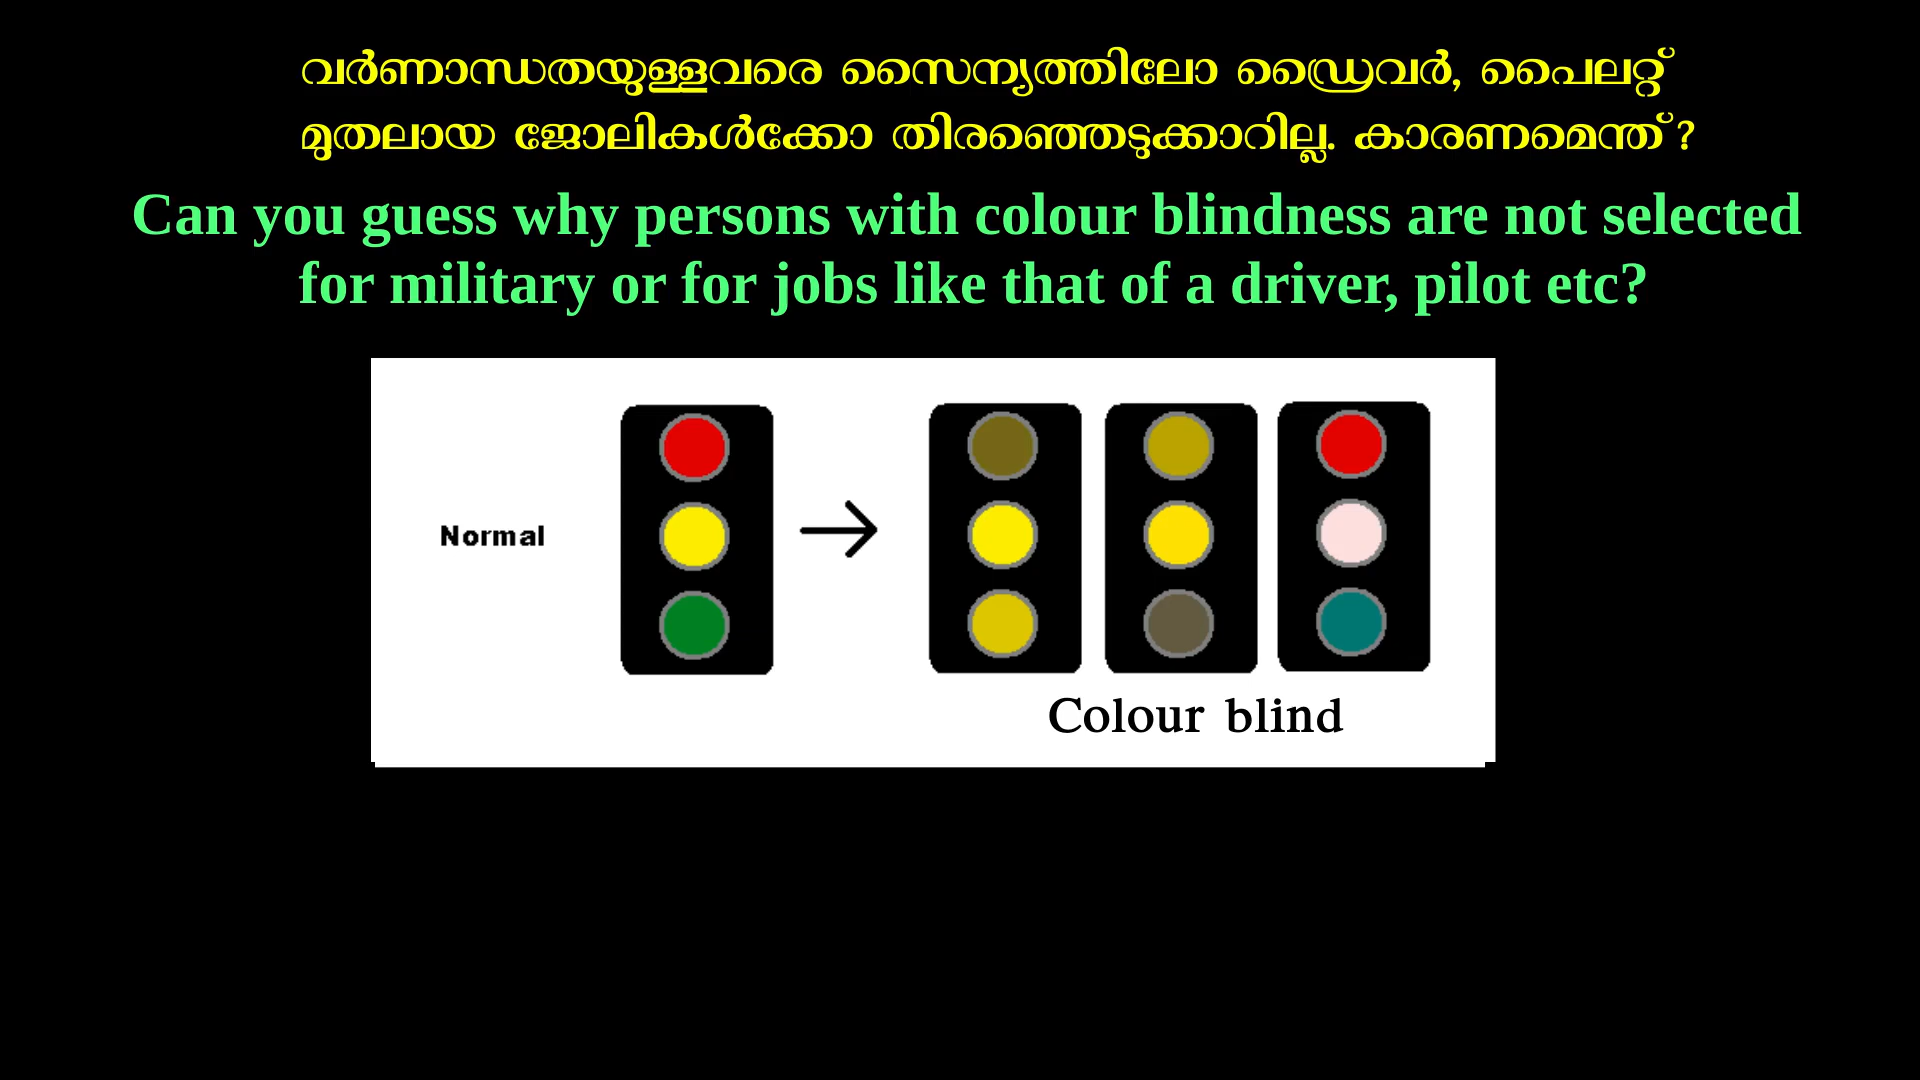 വർണാന്ധതയുള്ളവരെ സൈന്യത്തിലോ ഡ്രൈവർ, പൈലറ്റ്
മുതലായ ജോലികൾക്കോ തിരഞ്ഞെടുക്കാറില്ല. കാരണമെന്ത്?
Can you guess why persons with colour blindness are not selected
for military or for jobs like that of a driver, pilot etc?
Normal
Colour blind